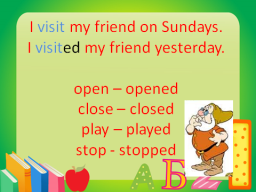 I visit my friend on Sundays.
I visited my friend yesterday.
open – opened
close – closed
play – played
stop - stopped
А Б